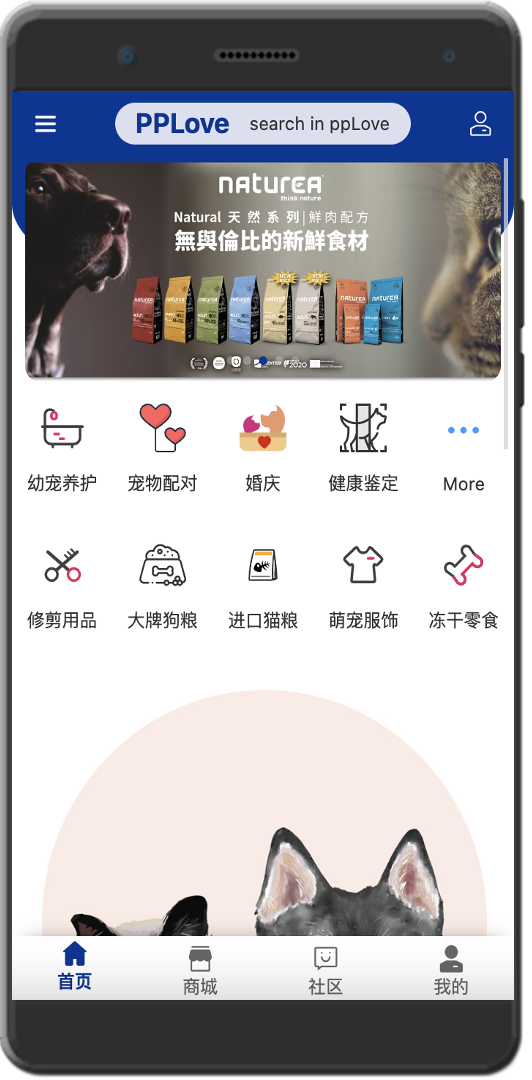 PPLove search in ppLove
naturea
think nature
Natural 天然系列|鮮肉配方
無與倫比的新鮮食材
幼宠养护 宠物配对 婚庆 健康鉴定 More
修剪用品 大牌狗粮 进口猫粮 萌宠服饰 冻干零食
首页 商城 社区 我的